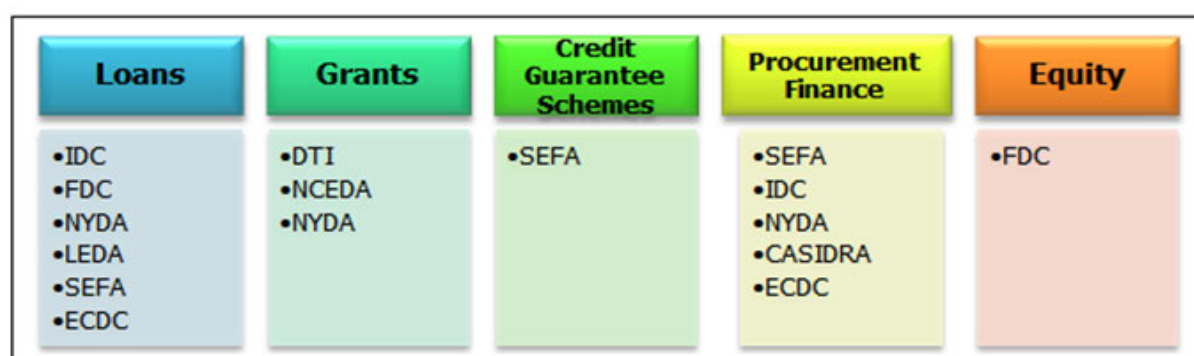 Loans
•IDC
•FDC
•NYDA
•LEDA
•SEFA
•ECDC
Grants
•DTI
•NCEDA
•NYDA
Credit
Guarantee
Schemes
•SEFA
Procurement
Finance
•SEFA
•IDC
•NYDA
•CASIDRA
•ECDC
Equity
•FDC